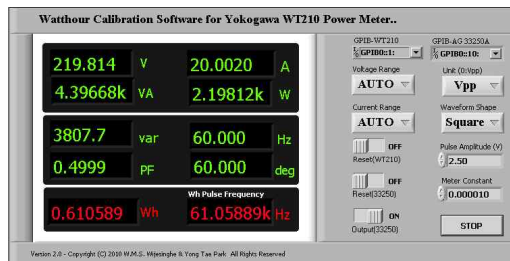 Watthour Calibration Software for Yokogawa WT210 Power Meter..
219.814 V 20.0020 A
4.39668k VA 2.19812k W
3807.7 var 60.000 Hz
0.4999 PF 60.000 deg
Wh Pulse Frequency
0.610589 Wh 61.05889k Hz
GPIB-WT210 GPIB-AG 33250A
GPIB0::1: GPIB0::10:
Voltage Range Unit (0:Vpp)
AUTO Vpp
Current Range Waveform Shape
AUTO Square
OFF
Reset(WT210)
Pulse Amplitude (V)
2.50
OFF
Reset(33250)
Meter Constant
0.000010
ON
Output(33250)
STOP
Version 2.0 - Copyright (C) 2010 W.M.S. Wijesinghe & Yong Tae Park All Rights Reserved